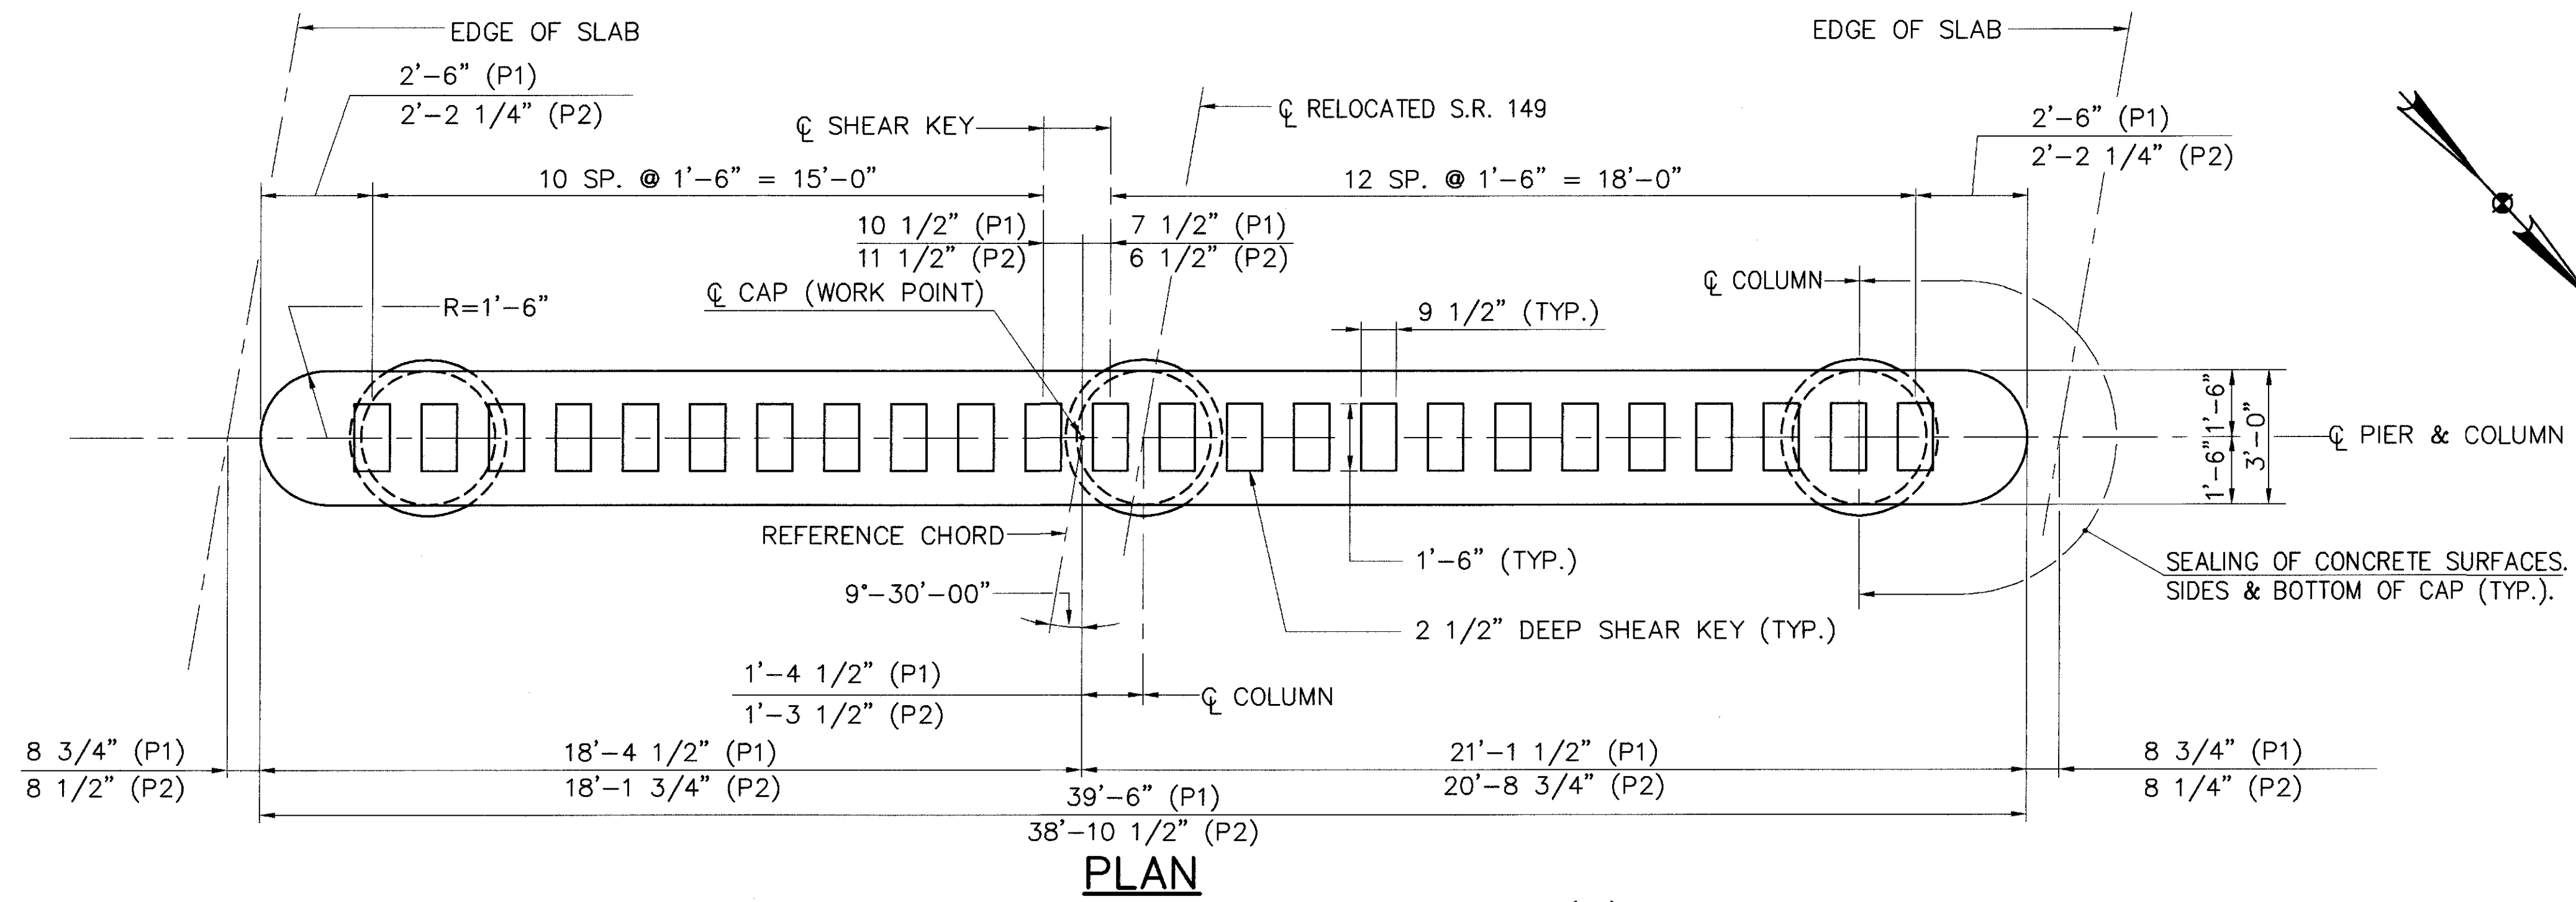 EDGE OF SLAB
EDGE OF SLAB
2'-6" (P1)
2'-2 1/4" (P2)
℄ SHEAR KEY
℄ RELOCATED S.R. 149
2'-6" (P1)
2'-2 1/4" (P2)
10 SP. @ 1'-6" = 15'-0"
12 SP. @ 1'-6" = 18'-0"
10 1/2" (P1)
11 1/2" (P2)
7 1/2" (P1)
6 1/2" (P2)
℄ CAP (WORK POINT)
℄ COLUMN
R=1'-6"
9 1/2" (TYP.)
1'-6"
1'-6"
3'-0"
℄ PIER & COLUMN
REFERENCE CHORD
1'-6" (TYP.)
SEALING OF CONCRETE SURFACES.
SIDES & BOTTOM OF CAP (TYP.).
9°-30'-00"
2 1/2" DEEP SHEAR KEY (TYP.)
1'-4 1/2" (P1)
1'-3 1/2" (P2)
℄ COLUMN
8 3/4" (P1)
8 1/2" (P2)
18'-4 1/2" (P1)
18'-1 3/4" (P2)
21'-1 1/2" (P1)
20'-8 3/4" (P2)
8 3/4" (P1)
8 1/4" (P2)
39'-6" (P1)
38'-10 1/2" (P2)
PLAN